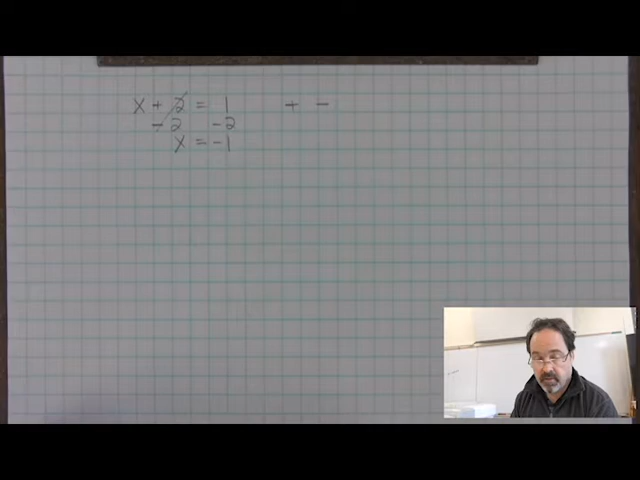 x + 2 = 1 + -
- 2 - 2
x = -1